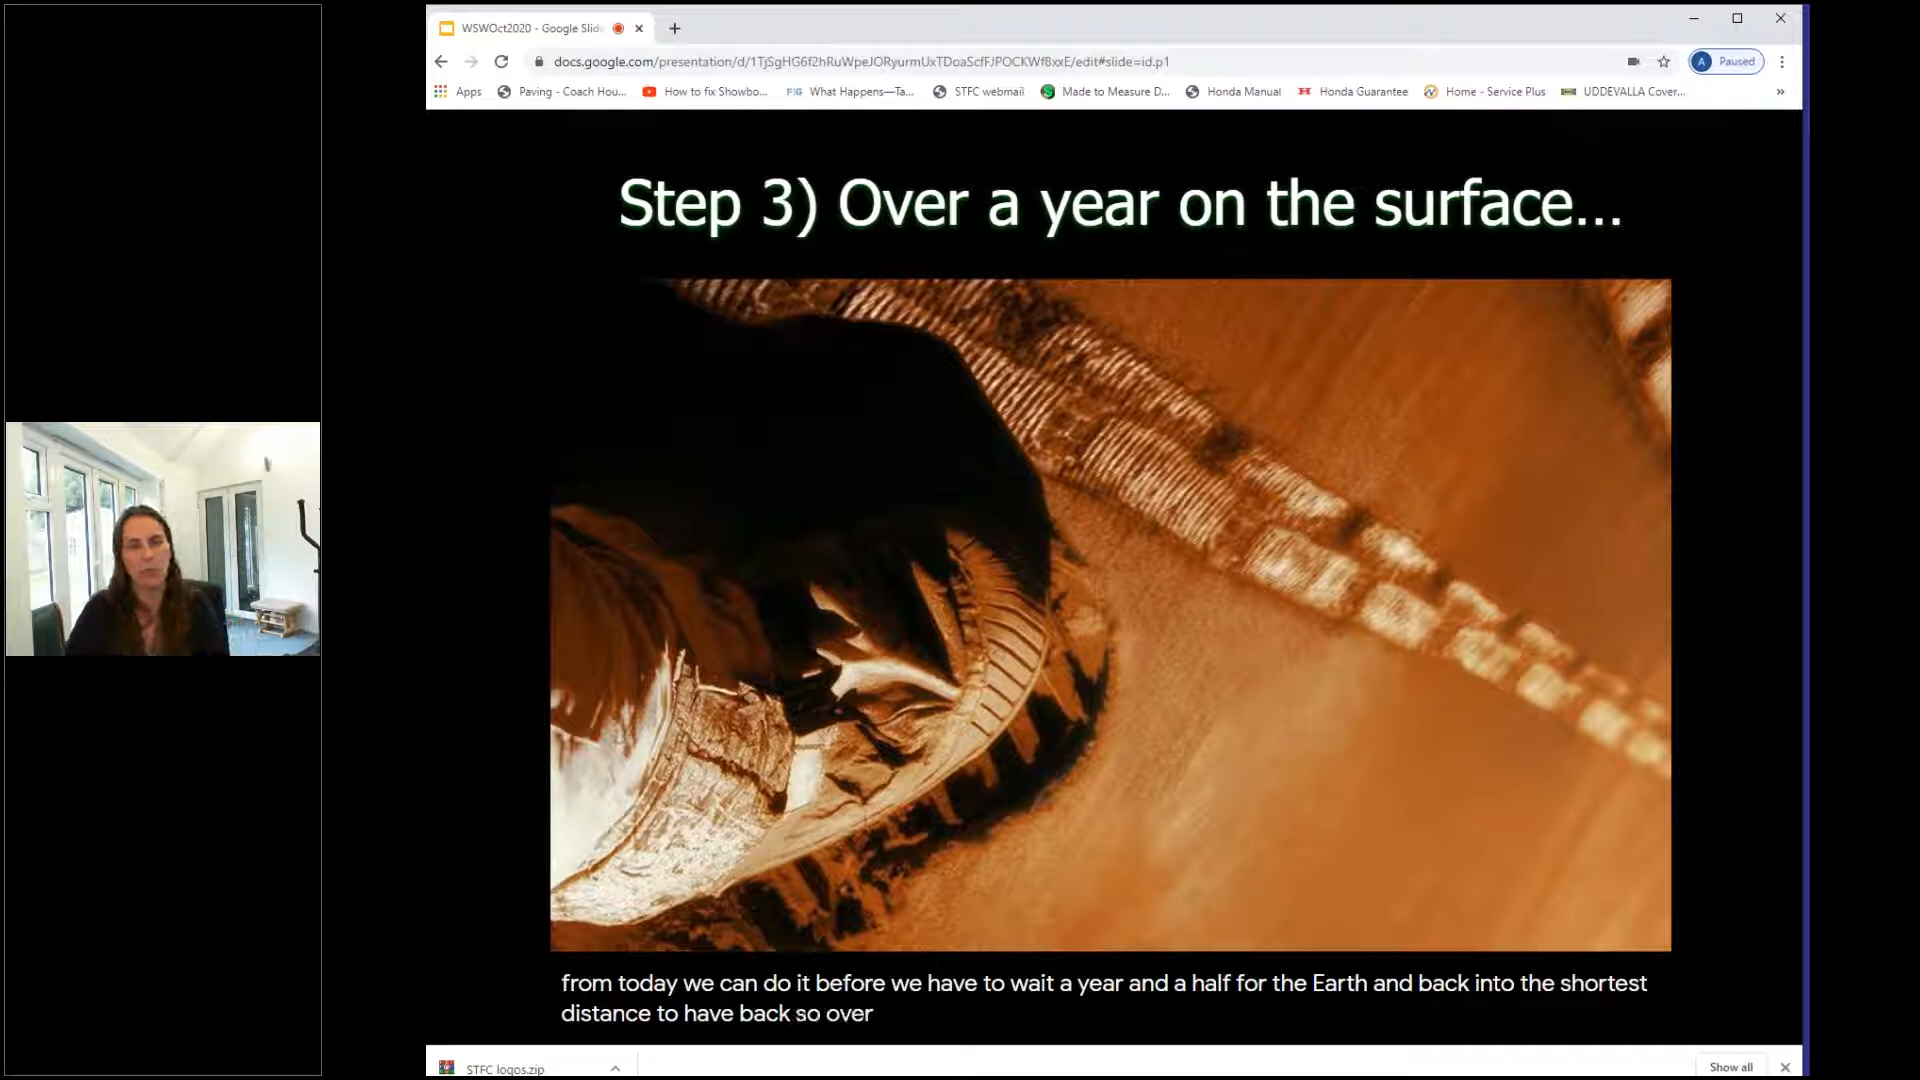 WSWOct2020 - Google Slid
docs.google.com/presentation/d/1TjSgHG6f2hRuWpeJORyurmUxTDoaScfFJPOCKWf8xxE/edit#slide=id.p1
A Paused
Apps Paving - Coach Hou... How to fix Showbo... FIG What Happens—Ta... STFC webmail Made to Measure D... Honda Manual Honda Guarantee Home - Service Plus UDDEVALLA Cover... »
Step 3) Over a year on the surface...
from today we can do it before we have to wait a year and a half for the Earth and back into the shortest
distance to have back so over
STFC logos.zip
Show all